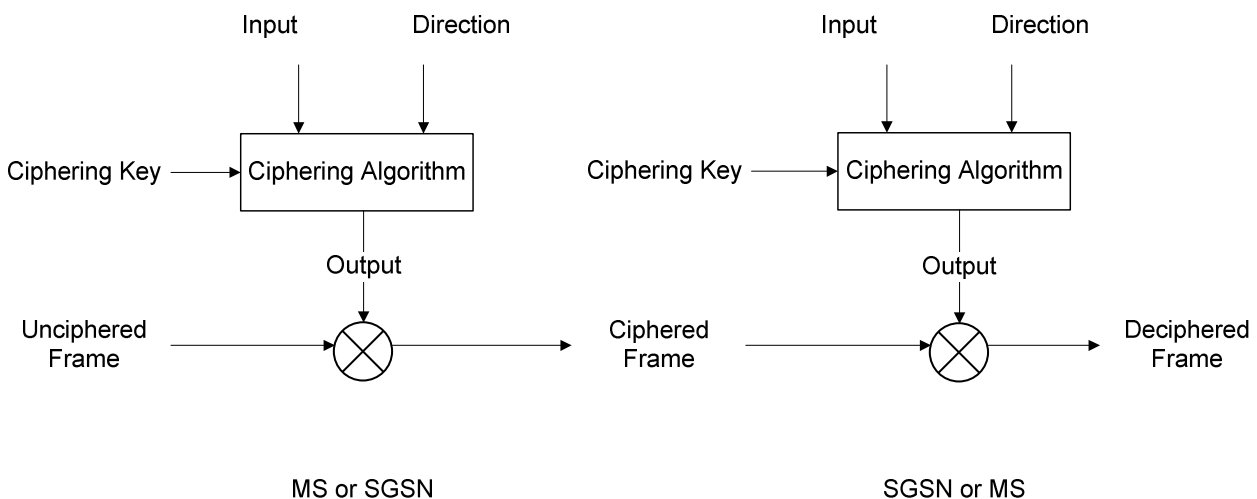 Input Direction Input Direction
Ciphering Key Ciphering Algorithm Ciphering Key Ciphering Algorithm
Output Output
Unciphered
Frame
Ciphered
Frame
Deciphered
Frame
MS or SGSN SGSN or MS